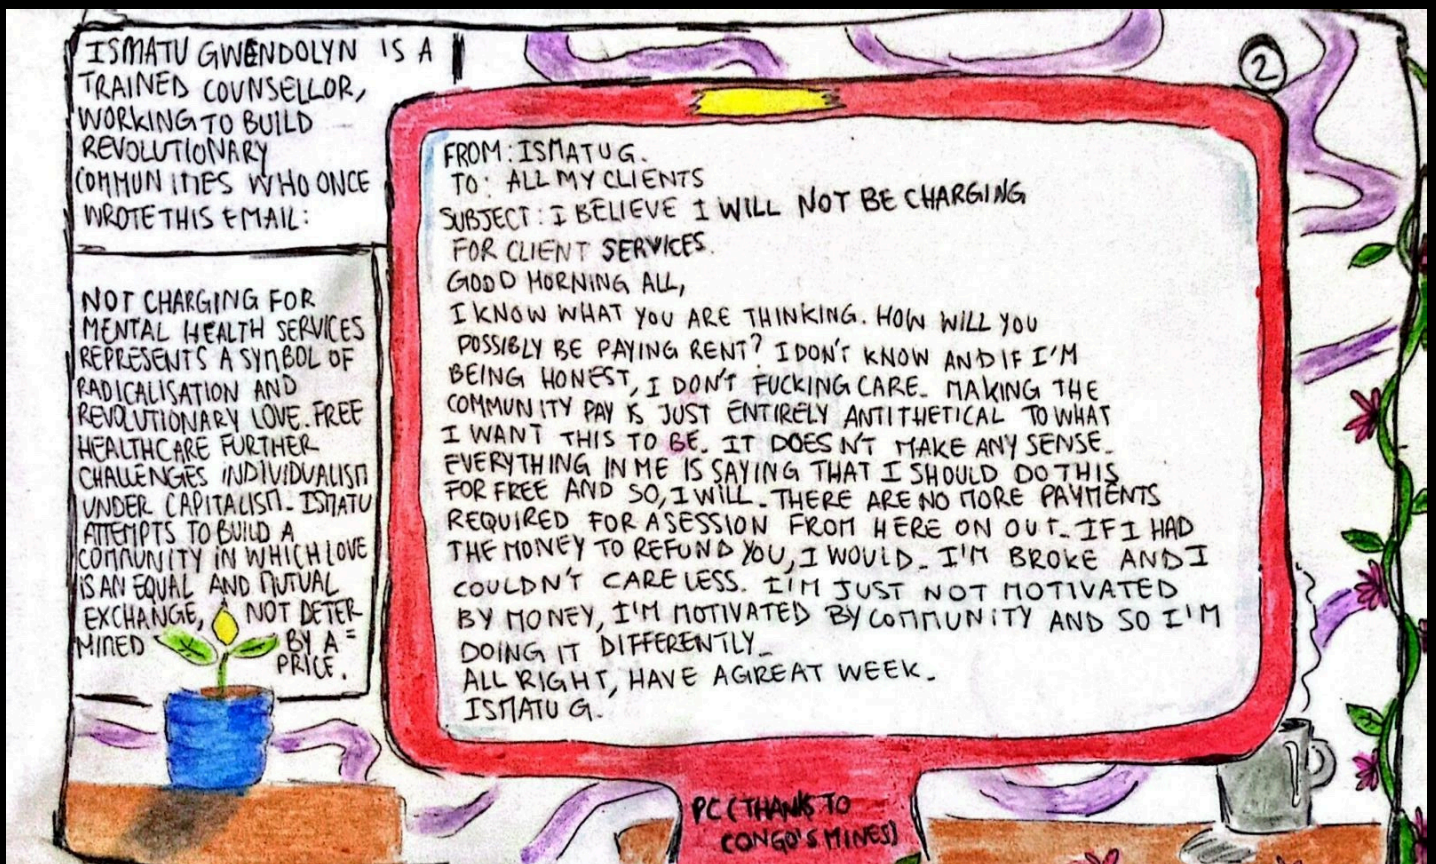 ISMATU GWENDOLYN IS A
TRAINED COUNSELLOR,
WORKING TO BUILD
REVOLUTIONARY
COMMUNITIES WHO ONCE
WROTE THIS EMAIL:
NOT CHARGING FOR
MENTAL HEALTH SERVICES
REPRESENTS A SYMBOL OF
RADICALISATION AND
REVOLUTIONARY LOVE. FREE
HEALTHCARE FURTHER
CHALLENGES INDIVIDUALISM
UNDER CAPITALISM. ISMATU
ATTEMPTS TO BUILD A
COMMUNITY IN WHICH LOVE
IS AN EQUAL AND MUTUAL
EXCHANGE, NOT DETER
MINED BY A =
PRICE.
2
FROM: ISMATU G.
TO: ALL MY CLIENTS
SUBJECT: I BELIEVE I WILL NOT BE CHARGING
FOR CLIENT SERVICES.
GOOD MORNING ALL,
I KNOW WHAT YOU ARE THINKING. HOW WILL YOU
POSSIBLY BE PAYING RENT? I DON'T KNOW AND IF I'M
BEING HONEST, I DON'T FUCKING CARE. MAKING THE
COMMUNITY PAY IS JUST ENTIRELY ANTITHETICAL TO WHAT
I WANT THIS TO BE. IT DOESN'T MAKE ANY SENSE.
EVERYTHING IN ME IS SAYING THAT I SHOULD DO THIS
FOR FREE AND SO, I WILL. THERE ARE NO MORE PAYMENTS
REQUIRED FOR A SESSION FROM HERE ON OUT. IF I HAD
THE MONEY TO REFUND YOU, I WOULD. I'M BROKE AND I
COULDN'T CARE LESS. I'M JUST NOT MOTIVATED
BY MONEY, I'M MOTIVATED BY COMMUNITY AND SO I'M
DOING IT DIFFERENTLY.
ALL RIGHT, HAVE A GREAT WEEK.
ISMATU G.
PC (THANKS TO
CONGO'S MINES)